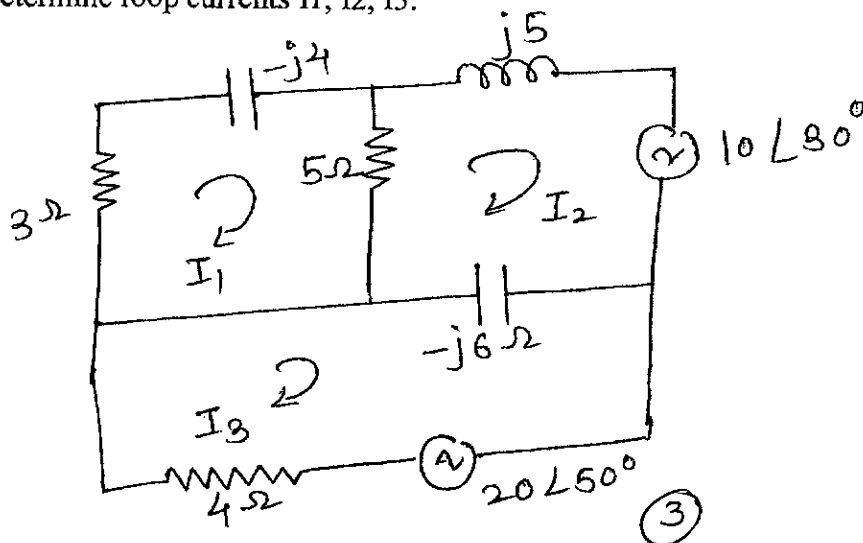 determine loop currents I1, I2, I3.
-j4
j5
3Ω
5Ω
10∠30°
I₁
I₂
-j6Ω
I₃
4Ω
20∠50°
3